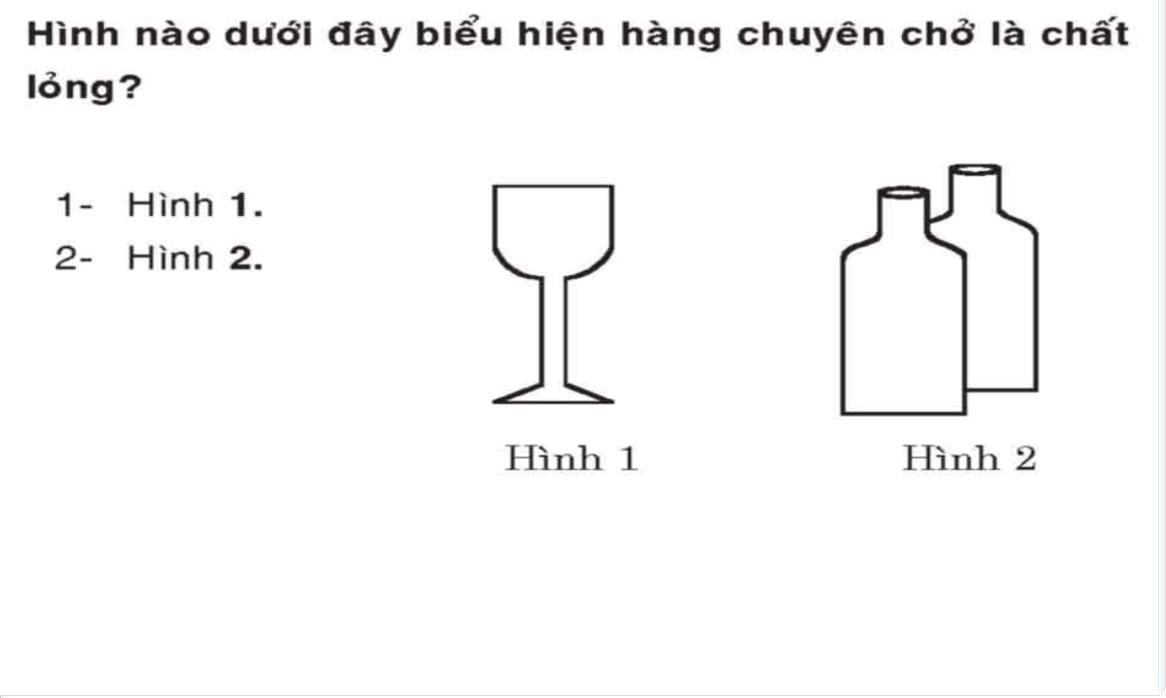 Hình nào dưới đây biểu hiện hàng chuyên chở là chất
lỏng?
1- Hình 1.
2- Hình 2.
Hình 1
Hình 2